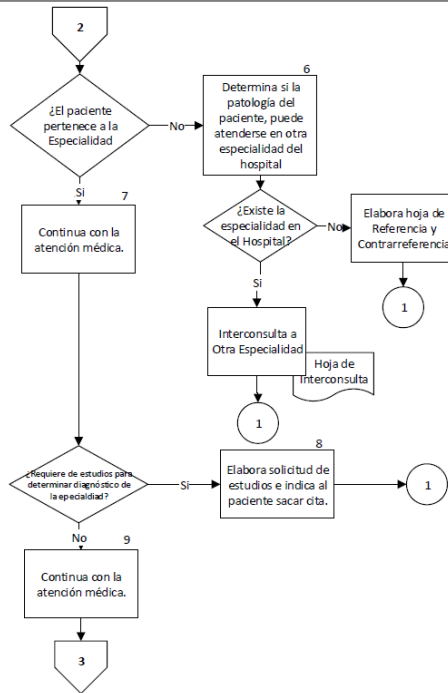 2
¿El paciente
pertenece a la
Especialidad
No
6
Determina si la
patología del
paciente, puede
atenderse en otra
especialidad del
hospital
Si
7
Continua con la
atención médica.
¿Existe la
especialidad en
el Hospital?
No
Elabora hoja de
Referencia y
Contrarreferencia
1
Si
Interconsulta a
Otra Especialidad
Hoja de
Interconsulta
1
¿Requiere de estudios para
determinar diagnóstico de
la epecialdiad?
Si
8
Elabora solicitud de
estudios e indica al
paciente sacar cita.
1
No
9
Continua con la
atención médica.
3